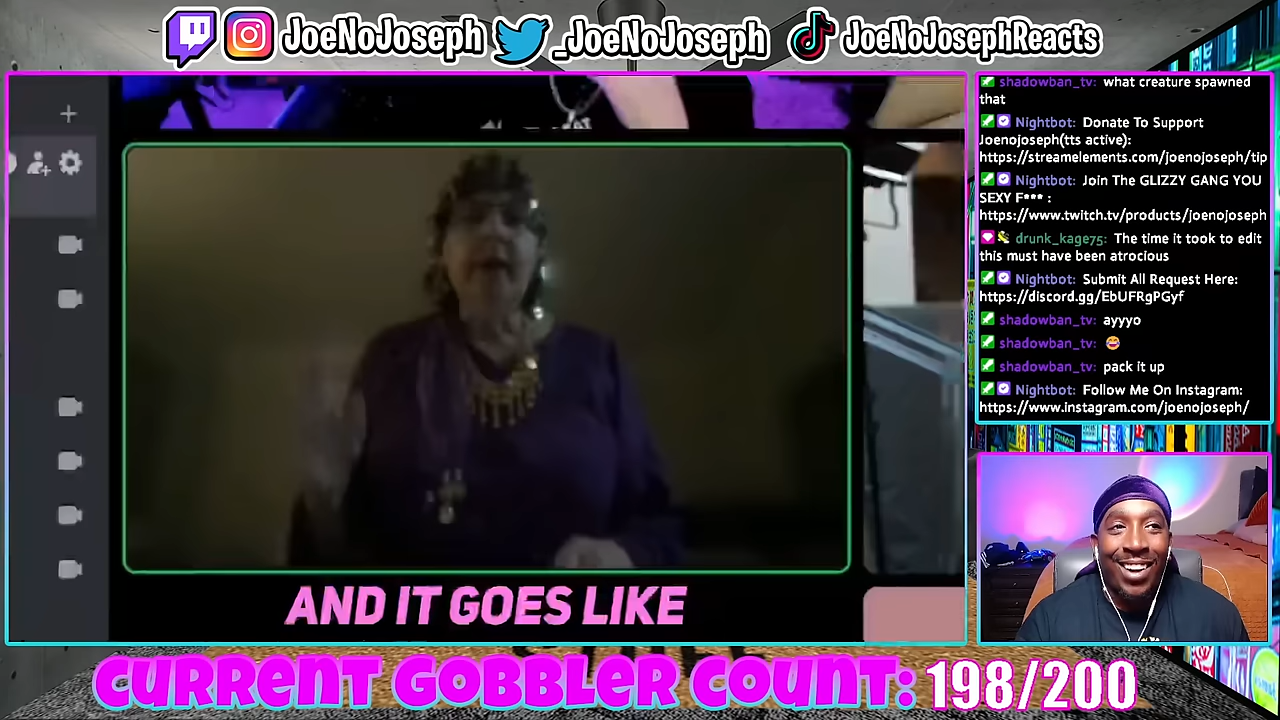 JoeNoJoseph _JoeNoJoseph JoeNoJosephReacts
shadowban_tv: what creature spawned
that
Nightbot: Donate To Support
Joenojoseph(tts active):
https://streamelements.com/joenojoseph/tip
Nightbot: Join The GLIZZY GANG YOU
SEXY F*** :
https://www.twitch.tv/products/joenojoseph
drunk_kage75: The time it took to edit
this must have been atrocious
Nightbot: Submit All Request Here:
https://discord.gg/EbUFRgPGyf
shadowban_tv: ayyyo
shadowban_tv: 😂
shadowban_tv: pack it up
Nightbot: Follow Me On Instagram:
https://www.instagram.com/joenojoseph/
AND IT GOES LIKE
CURRENT GOBBLER COUNT: 198/200